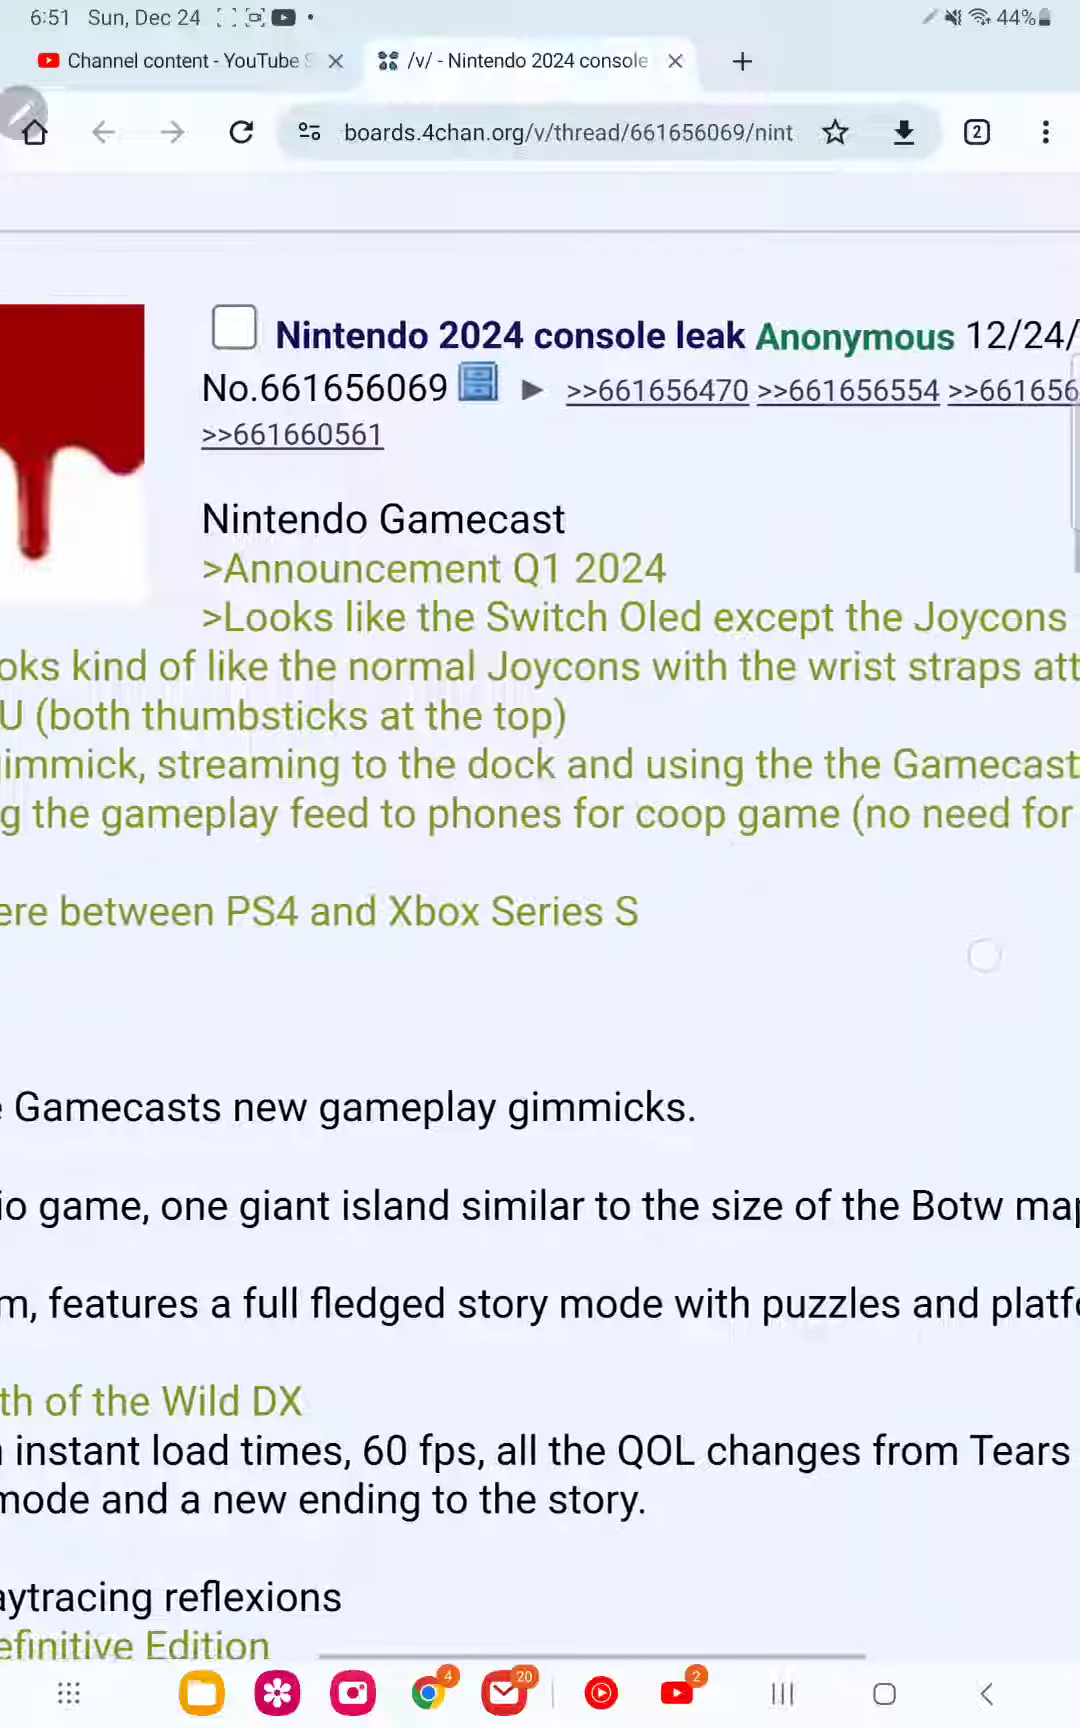 6:51 Sun, Dec 24
44%
Channel content - YouTube S
/v/ - Nintendo 2024 console
boards.4chan.org/v/thread/661656069/nint
2
Nintendo 2024 console leak Anonymous 12/24/
No.661656069 ▶ >>661656470 >>661656554 >>661656
>>661660561
Nintendo Gamecast
>Announcement Q1 2024
>Looks like the Switch Oled except the Joycons
oks kind of like the normal Joycons with the wrist straps att
U (both thumbsticks at the top)
immick, streaming to the dock and using the the Gamecast
g the gameplay feed to phones for coop game (no need for
ere between PS4 and Xbox Series S
e Gamecasts new gameplay gimmicks.
io game, one giant island similar to the size of the Botw map
m, features a full fledged story mode with puzzles and platfo
th of the Wild DX
instant load times, 60 fps, all the QOL changes from Tears
mode and a new ending to the story.
aytracing reflexions
efinitive Edition
4
20
2